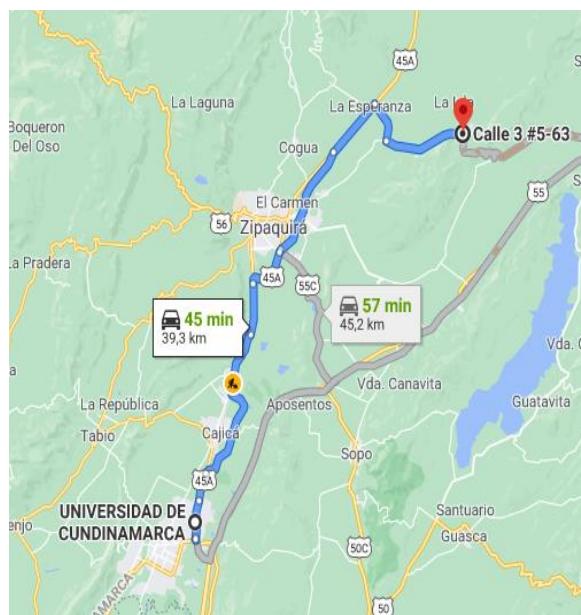 45A
La Laguna
La Esperanza
Calle 3 #5-63
Boqueron
Del Oso
Cogua
55
El Carmen
56
Zipaquirá
La Pradera
45A
55C
45 min
39,3 km
57 min
45,2 km
Vda. Canavita
La República
Aposentos
Guatavita
Tabio
Cajicá
Sopo
45A
UNIVERSIDAD DE
CUNDINAMARCA
enjo
Santuario
Guasca
50C
AMARCA
50